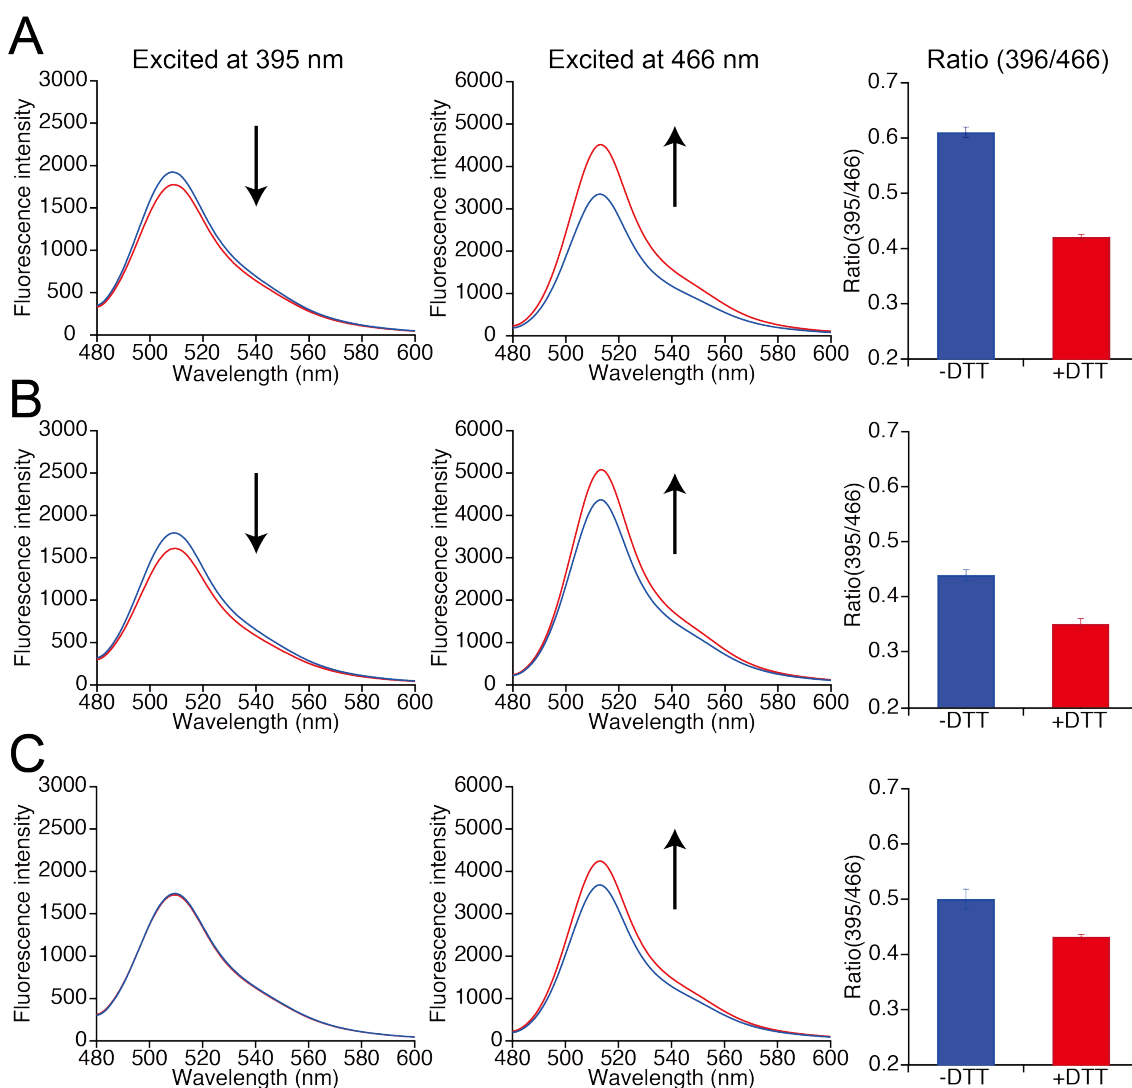 A
Excited at 395 nm
Excited at 466 nm
Ratio (396/466)
Fluorescence intensity
3000
2500
2000
1500
1000
500
0
480 500 520 540 560 580 600
Wavelength (nm)
Fluorescence intensity
6000
5000
4000
3000
2000
1000
0
480 500 520 540 560 580 600
Wavelength (nm)
Ratio(395/466)
0.7
0.6
0.5
0.4
0.3
0.2
-DTT +DTT
B
Fluorescence intensity
3000
2500
2000
1500
1000
500
0
480 500 520 540 560 580 600
Wavelength (nm)
Fluorescence intensity
6000
5000
4000
3000
2000
1000
0
480 500 520 540 560 580 600
Wavelength (nm)
Ratio(395/466)
0.7
0.6
0.5
0.4
0.3
0.2
-DTT +DTT
C
Fluorescence intensity
3000
2500
2000
1500
1000
500
0
480 500 520 540 560 580 600
Wavelength (nm)
Fluorescence intensity
6000
5000
4000
3000
2000
1000
0
480 500 520 540 560 580 600
Wavelength (nm)
Ratio(395/466)
0.7
0.6
0.5
0.4
0.3
0.2
-DTT +DTT